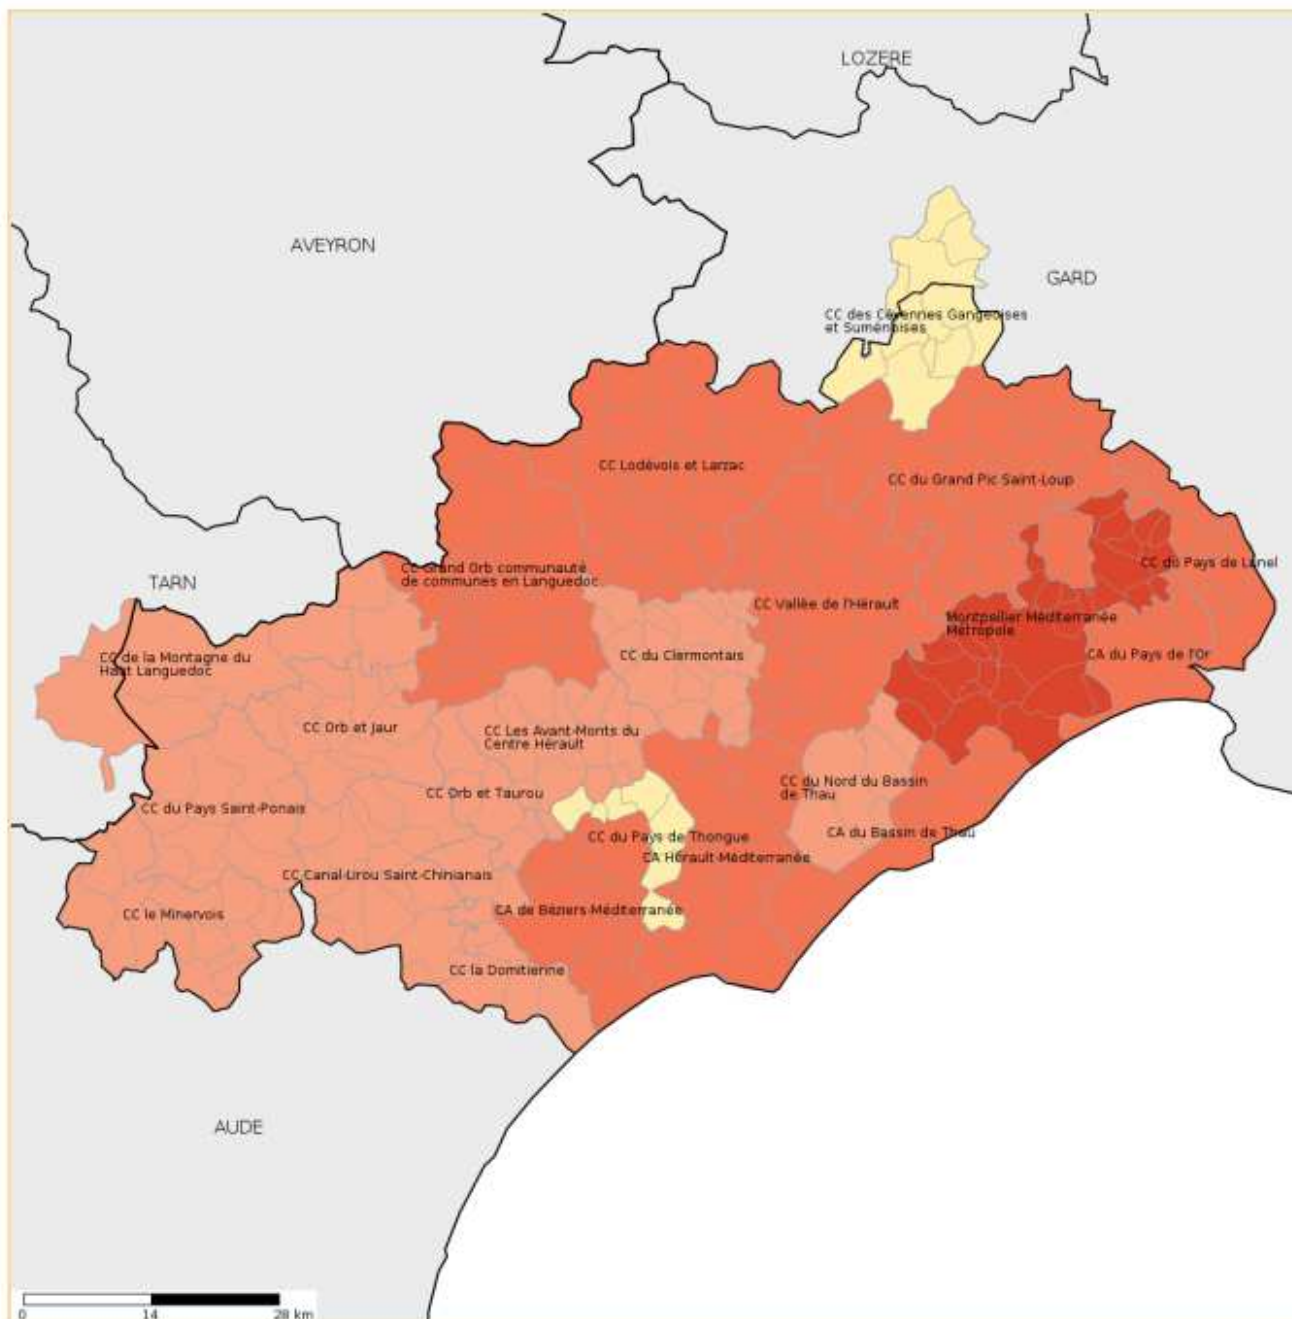 LOZERE
AVEYRON
GARD
CC des Cévennes Gangeoises
et Suménoises
CC Lodévois et Larzac
CC du Grand Pic Saint-Loup
CC du Pays de Lunel
CC Grand Orb communauté
de communes en Languedoc
TARN
CC Vallée de l'Hérault
Montpellier Méditerranée
Métropole
CC de la Montagne du
Haut Languedoc
CC du Clermontais
CA du Pays de l'Or
CC Orb et Jaur
CC Les Avant-Monts du
Centre Hérault
CC du Nord du Bassin
de Thau
CC Orb et Taurou
CC du Pays Saint-Ponais
CC du Pays de Thongue
CA du Bassin de Thau
CA Hérault-Méditerranée
CC Canal-Lirou Saint-Chinianais
CC le Minervois
CA de Béziers-Méditerranée
CC la Domitienne
AUDE
0 14 28 km